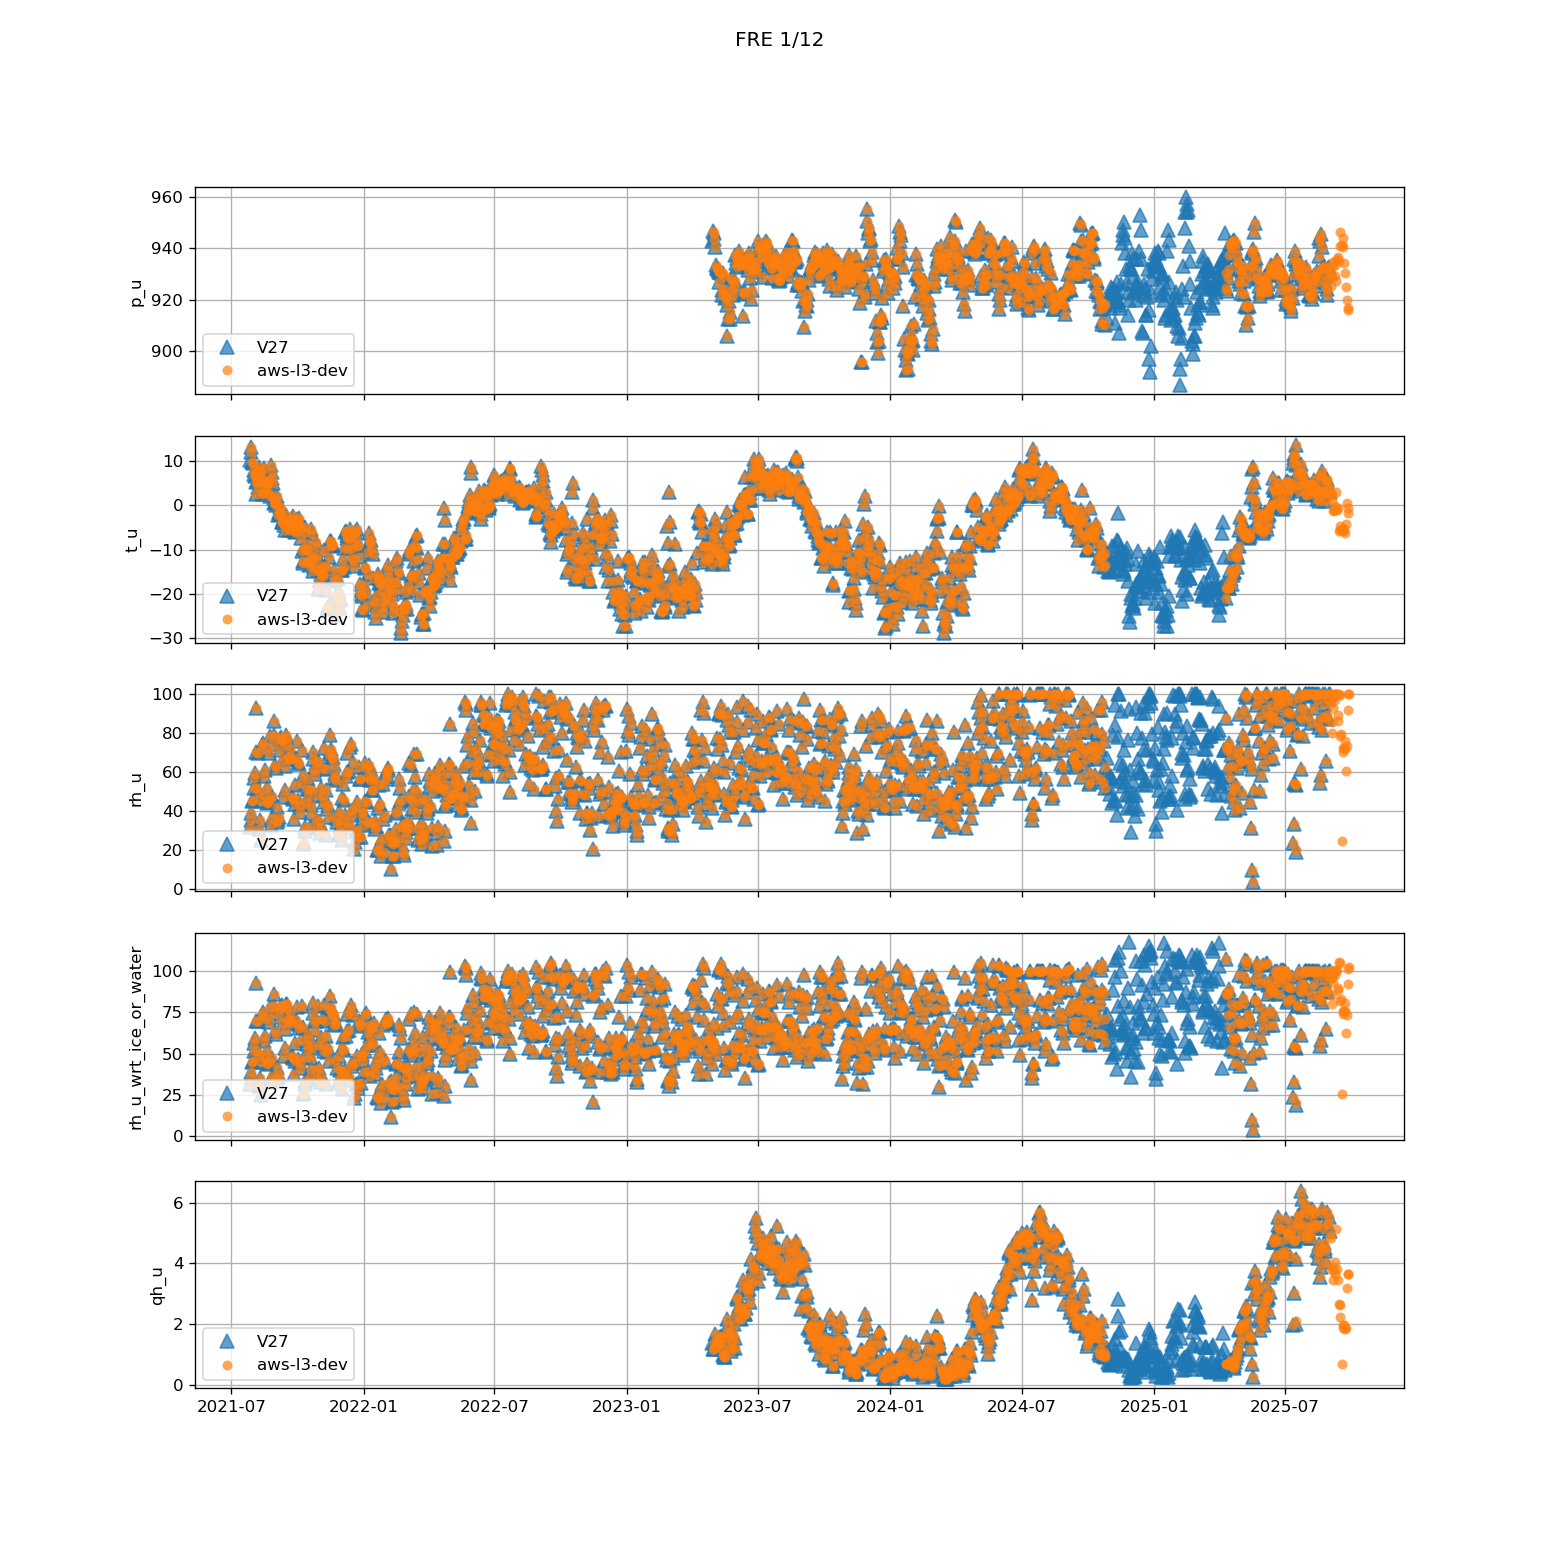 FRE 1/12
960
940
920
900
p_u
V27
aws-l3-dev
10
0
−10
−20
−30
t_u
V27
aws-l3-dev
100
80
60
40
20
0
rh_u
V27
aws-l3-dev
100
75
50
25
0
rh_u_wrt_ice_or_water
V27
aws-l3-dev
6
4
2
0
qh_u
V27
aws-l3-dev
2021-07 2022-01 2022-07 2023-01 2023-07 2024-01 2024-07 2025-01 2025-07